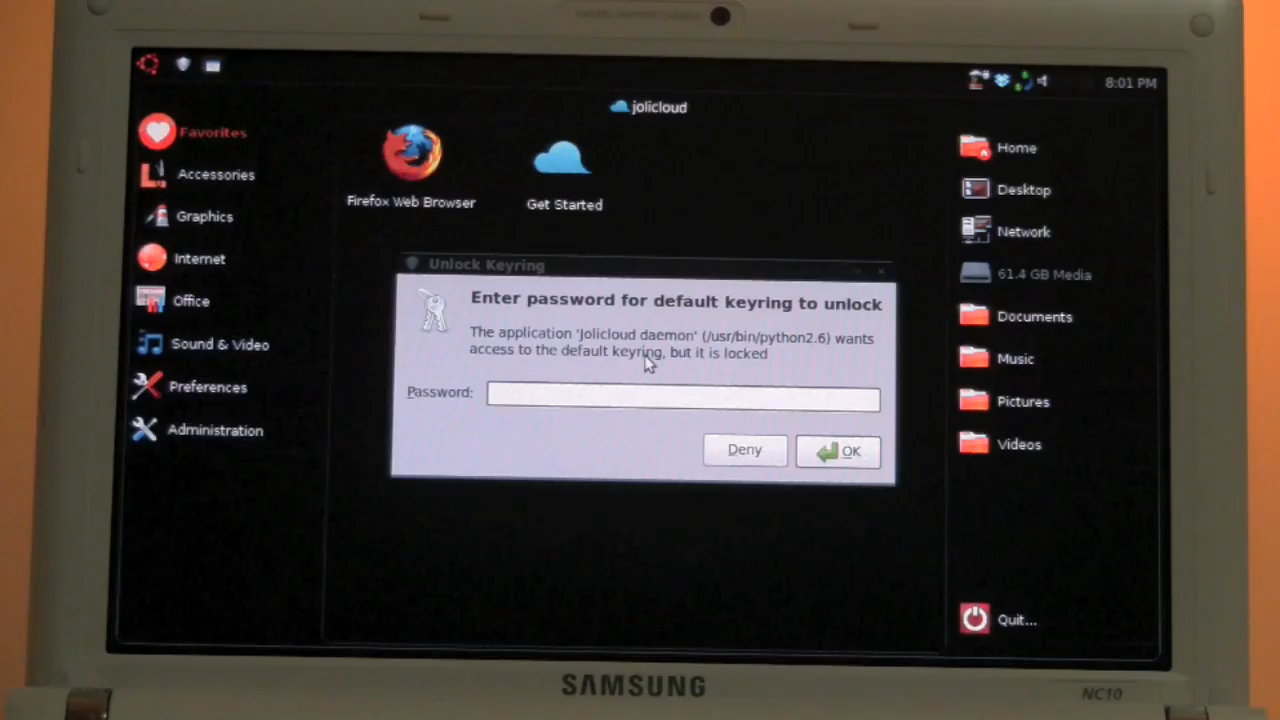 8:01 PM
jolicloud
Favorites
Accessories
Graphics
Internet
Office
Sound & Video
Preferences
Administration
Firefox Web Browser
Get Started
Unlock Keyring
Enter password for default keyring to unlock
The application 'Jolicloud daemon' (/usr/bin/python2.6) wants
access to the default keyring, but it is locked
Password:
Deny
OK
Home
Desktop
Network
61.4 GB Media
Documents
Music
Pictures
Videos
Quit...
SAMSUNG
NC10